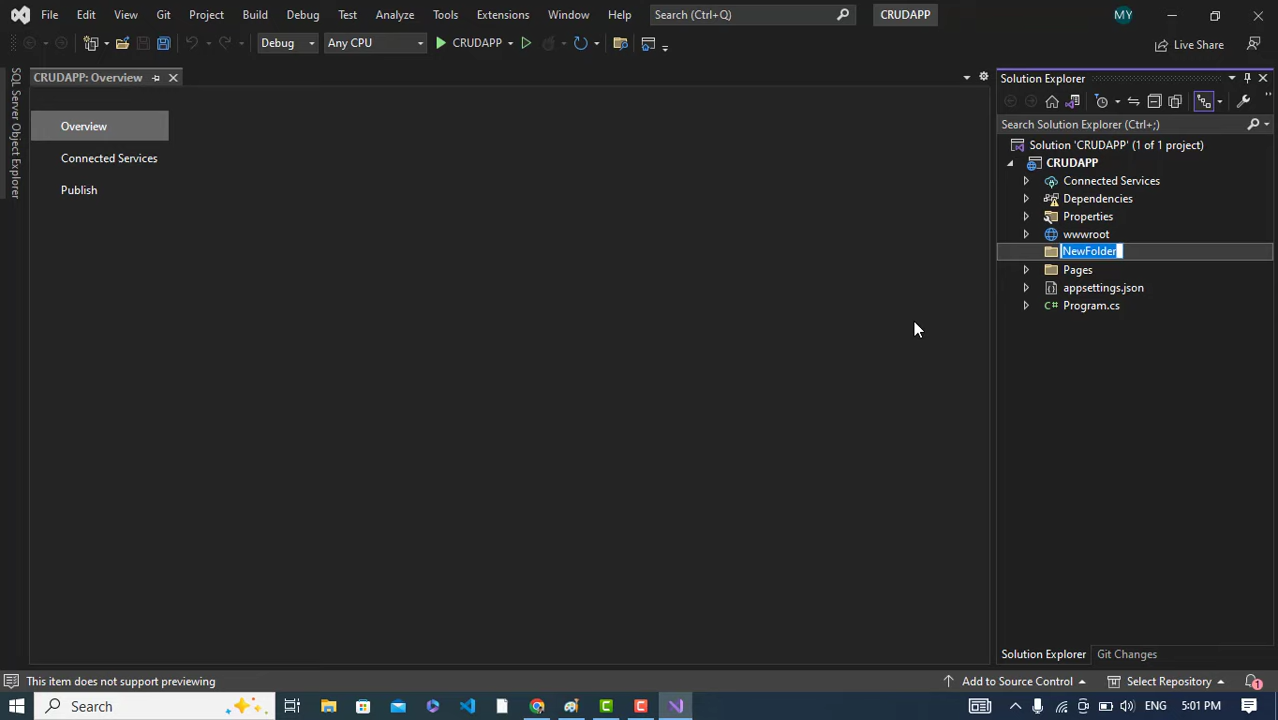 File Edit View Git Project Build Debug Test Analyze Tools Extensions Window Help Search (Ctrl+Q) CRUDAPP MY
Debug Any CPU CRUDAPP Live Share
SQL Server Object Explorer
CRUDAPP: Overview
Overview
Connected Services
Publish
Solution Explorer
Search Solution Explorer (Ctrl+;)
Solution 'CRUDAPP' (1 of 1 project)
CRUDAPP
Connected Services
Dependencies
Properties
wwwroot
NewFolder
Pages
appsettings.json
C# Program.cs
Solution Explorer Git Changes
This item does not support previewing Add to Source Control Select Repository 1
Search ENG 5:01 PM